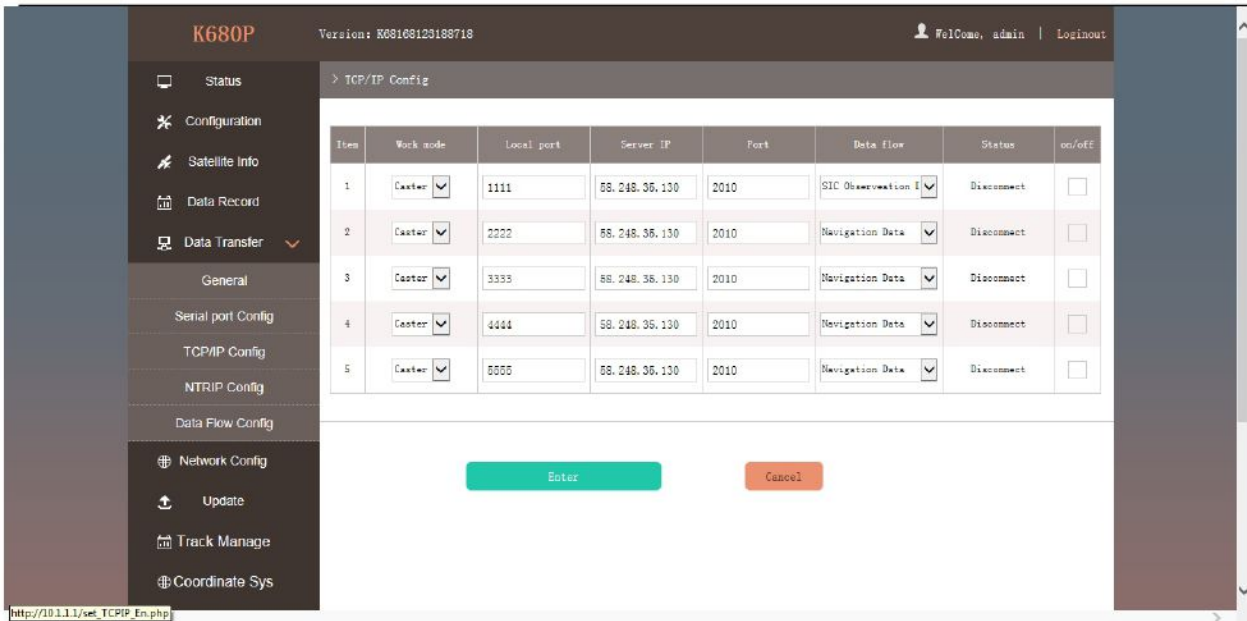 K680P
Version: K68168123188718
WelCome, admin | Loginout
Status
Configuration
Satellite Info
Data Record
Data Transfer
General
Serial port Config
TCP/IP Config
NTRIP Config
Data Flow Config
Network Config
Update
Track Manage
Coordinate Sys
> TCP/IP Config
Item Work mode Local port Server IP Port Data flow Status on/off
1 Caster 1111 58.248.35.130 2010 SIC Observeation I Disconnect
2 Caster 2222 58.248.35.130 2010 Navigation Data Disconnect
3 Caster 3333 58.248.35.130 2010 Navigation Data Disconnect
4 Caster 4444 58.248.35.130 2010 Navigation Data Disconnect
5 Caster 5555 58.248.35.130 2010 Navigation Data Disconnect
Enter Cancel
http://10.1.1.1/set_TCPIP_En.php